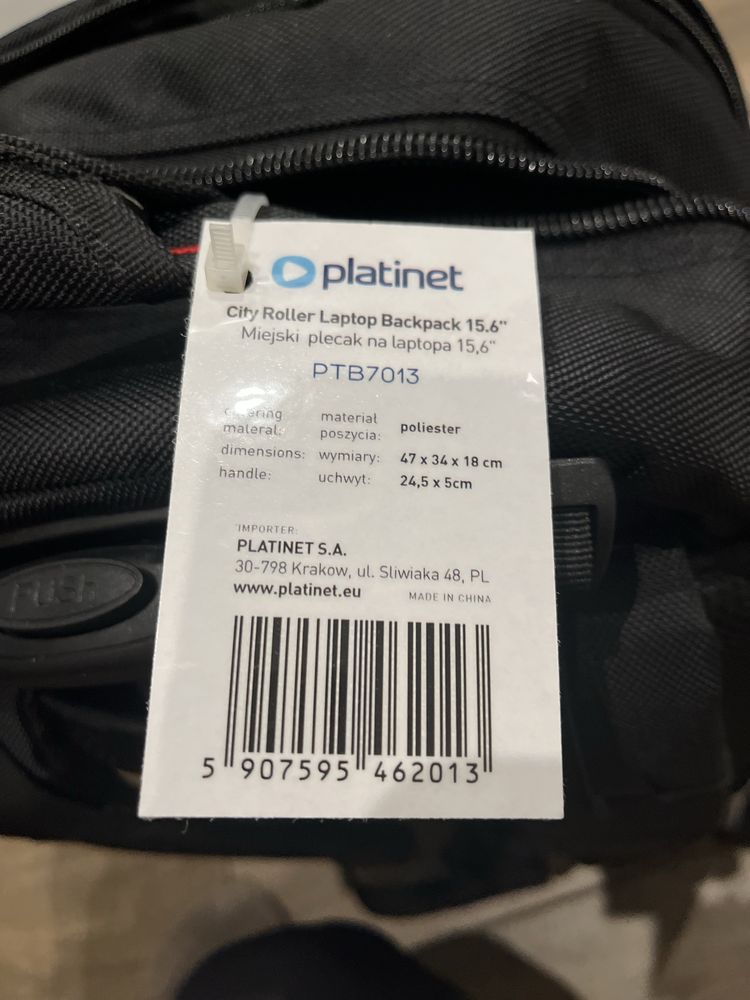 platinet
City Roller Laptop Backpack 15.6"
Miejski plecak na laptopa 15,6"
PTB7013
materal: materiał poszycia: poliester
dimensions: wymiary: 47 x 34 x 18 cm
handle: uchwyt: 24,5 x 5cm
IMPORTER:
PLATINET S.A.
30-798 Krakow, ul. Sliwiaka 48, PL
www.platinet.eu MADE IN CHINA
5 907595 462013
PUSH